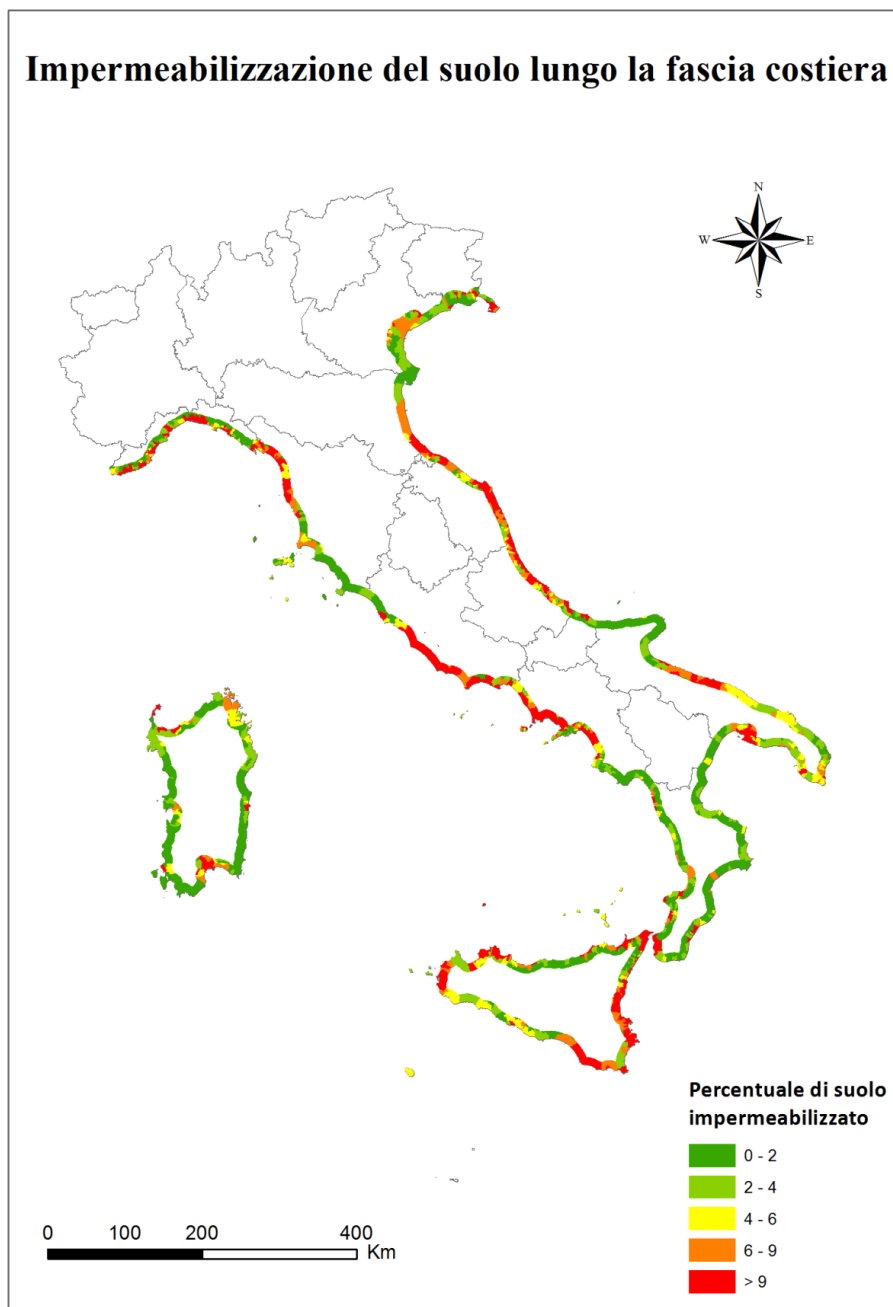 Impermeabilizzazione del suolo lungo la fascia costiera
N
W
E
S
Percentuale di suolo
impermeabilizzato
0 - 2
2 - 4
4 - 6
6 - 9
> 9
0 100 200 400
Km